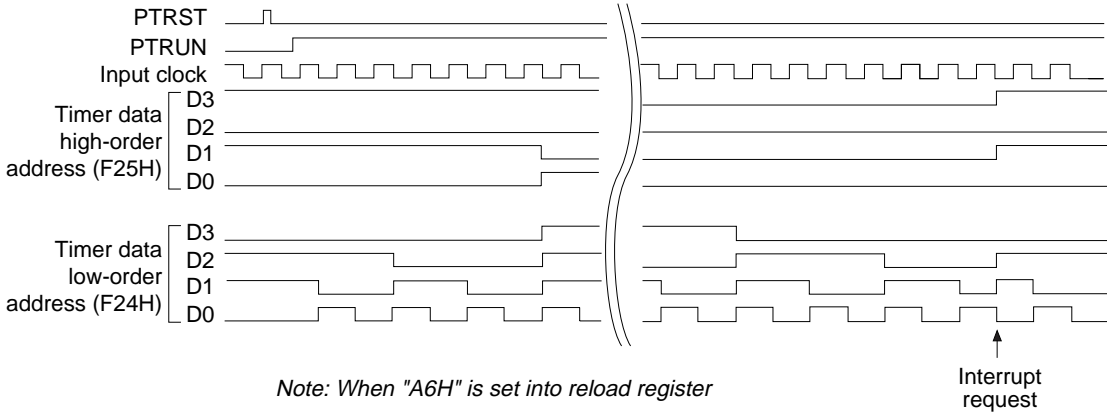 PTRST
PTRUN
Input clock
Timer data
high-order
address (F25H)
D3
D2
D1
D0
Timer data
low-order
address (F24H)
D3
D2
D1
D0
Note: When "A6H" is set into reload register
Interrupt
request